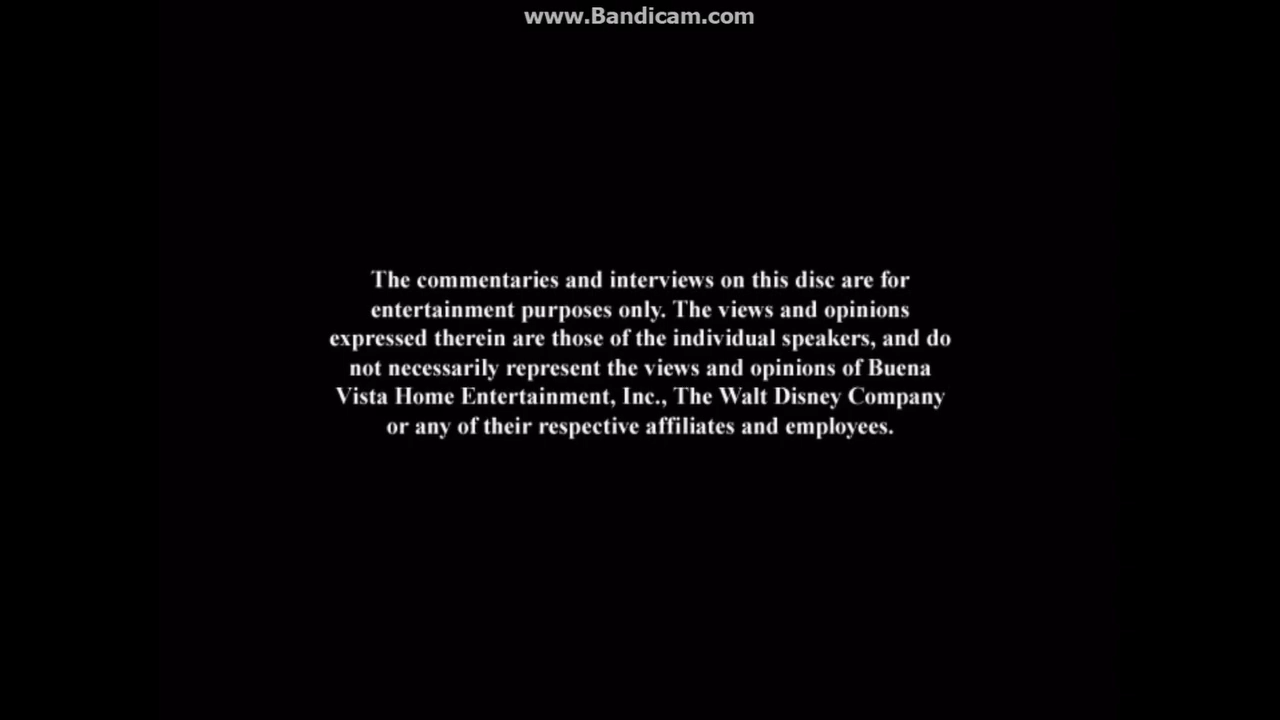 www.Bandicam.com
The commentaries and interviews on this disc are for
entertainment purposes only. The views and opinions
expressed therein are those of the individual speakers, and do
not necessarily represent the views and opinions of Buena
Vista Home Entertainment, Inc., The Walt Disney Company
or any of their respective affiliates and employees.